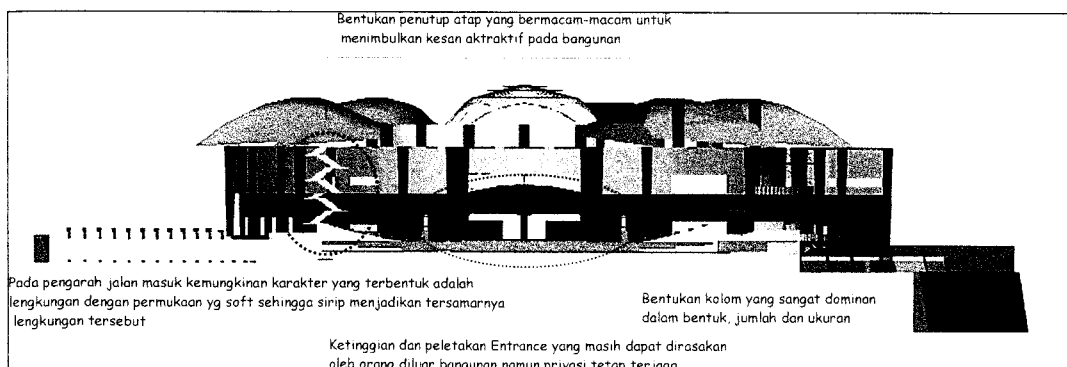 Bentukan penutup atap yang bermacam-macam untuk
menimbulkan kesan aktraktif pada bangunan
Pada pengarah jalan masuk kemungkinan karakter yang terbentuk adalah
lengkungan dengan permukaan yg soft sehingga sirip menjadikan tersamarnya
lengkungan tersebut
Bentukan kolom yang sangat dominan
dalam bentuk, jumlah dan ukuran
Ketinggian dan peletakan Entrance yang masih dapat dirasakan
oleh orang diluar bangunan namun privasi tetap terjaga